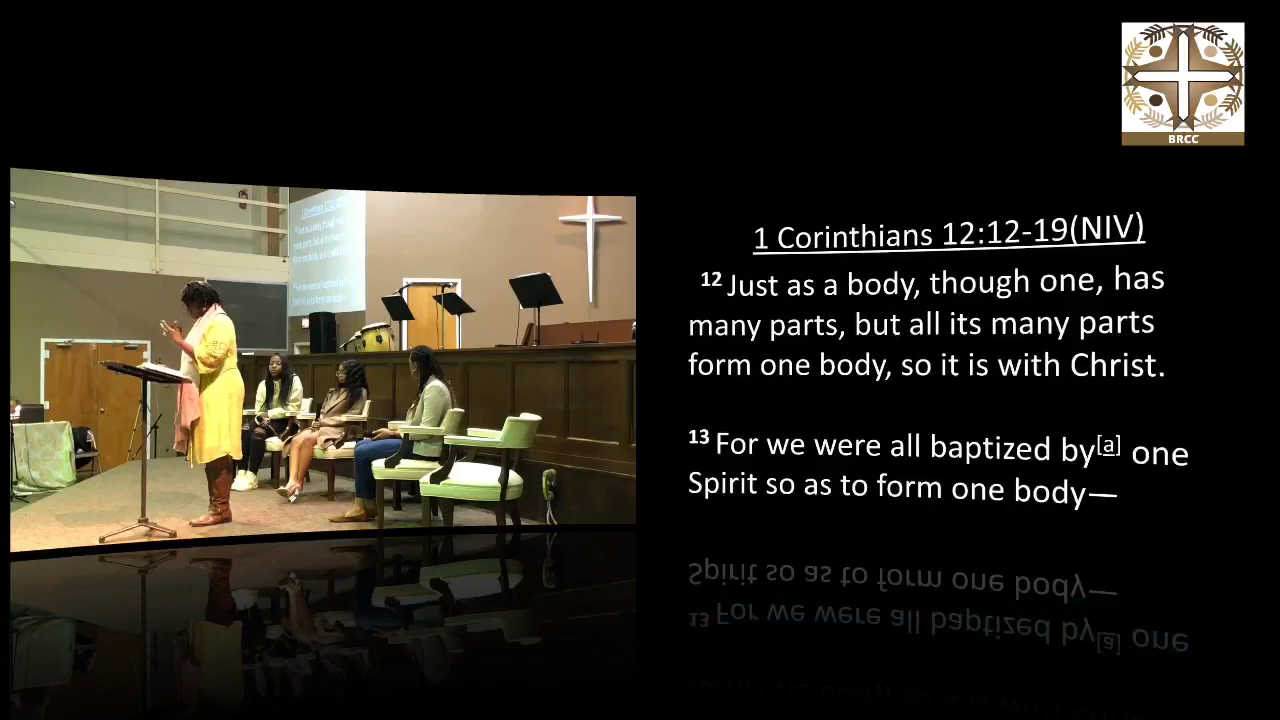 BRCC
1 Corinthians 12:12-19(NIV)
12 Just as a body, though one, has
many parts, but all its many parts
form one body, so it is with Christ.
13 For we were all baptized by[a] one
Spirit so as to form one body—